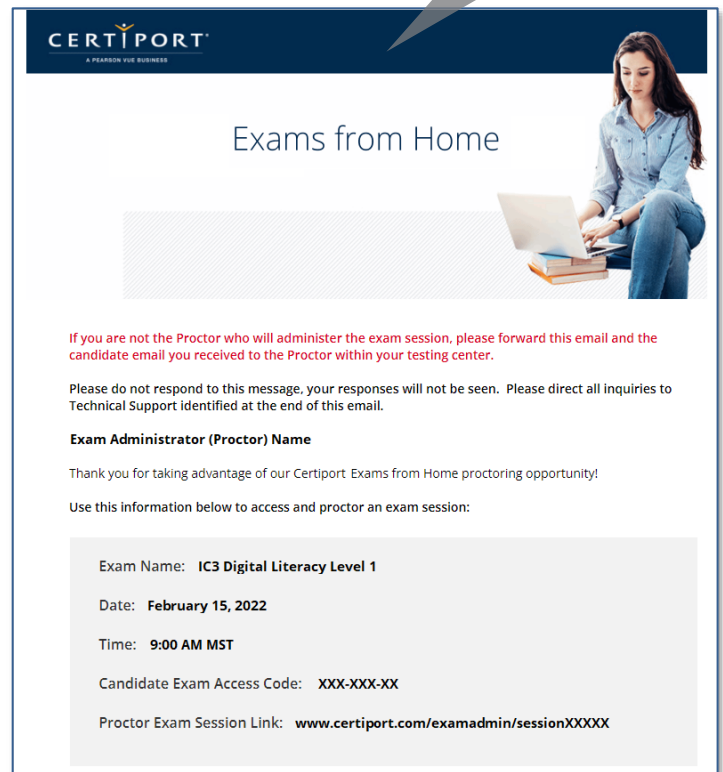 CERTIPORT
A PEARSON VUE BUSINESS
Exams from Home
If you are not the Proctor who will administer the exam session, please forward this email and the
candidate email you received to the Proctor within your testing center.
Please do not respond to this message, your responses will not be seen. Please direct all inquiries to
Technical Support identified at the end of this email.
Exam Administrator (Proctor) Name
Thank you for taking advantage of our Certiport Exams from Home proctoring opportunity!
Use this information below to access and proctor an exam session:
Exam Name: IC3 Digital Literacy Level 1
Date: February 15, 2022
Time: 9:00 AM MST
Candidate Exam Access Code: XXX-XXX-XX
Proctor Exam Session Link: www.certiport.com/examadmin/sessionXXXXX